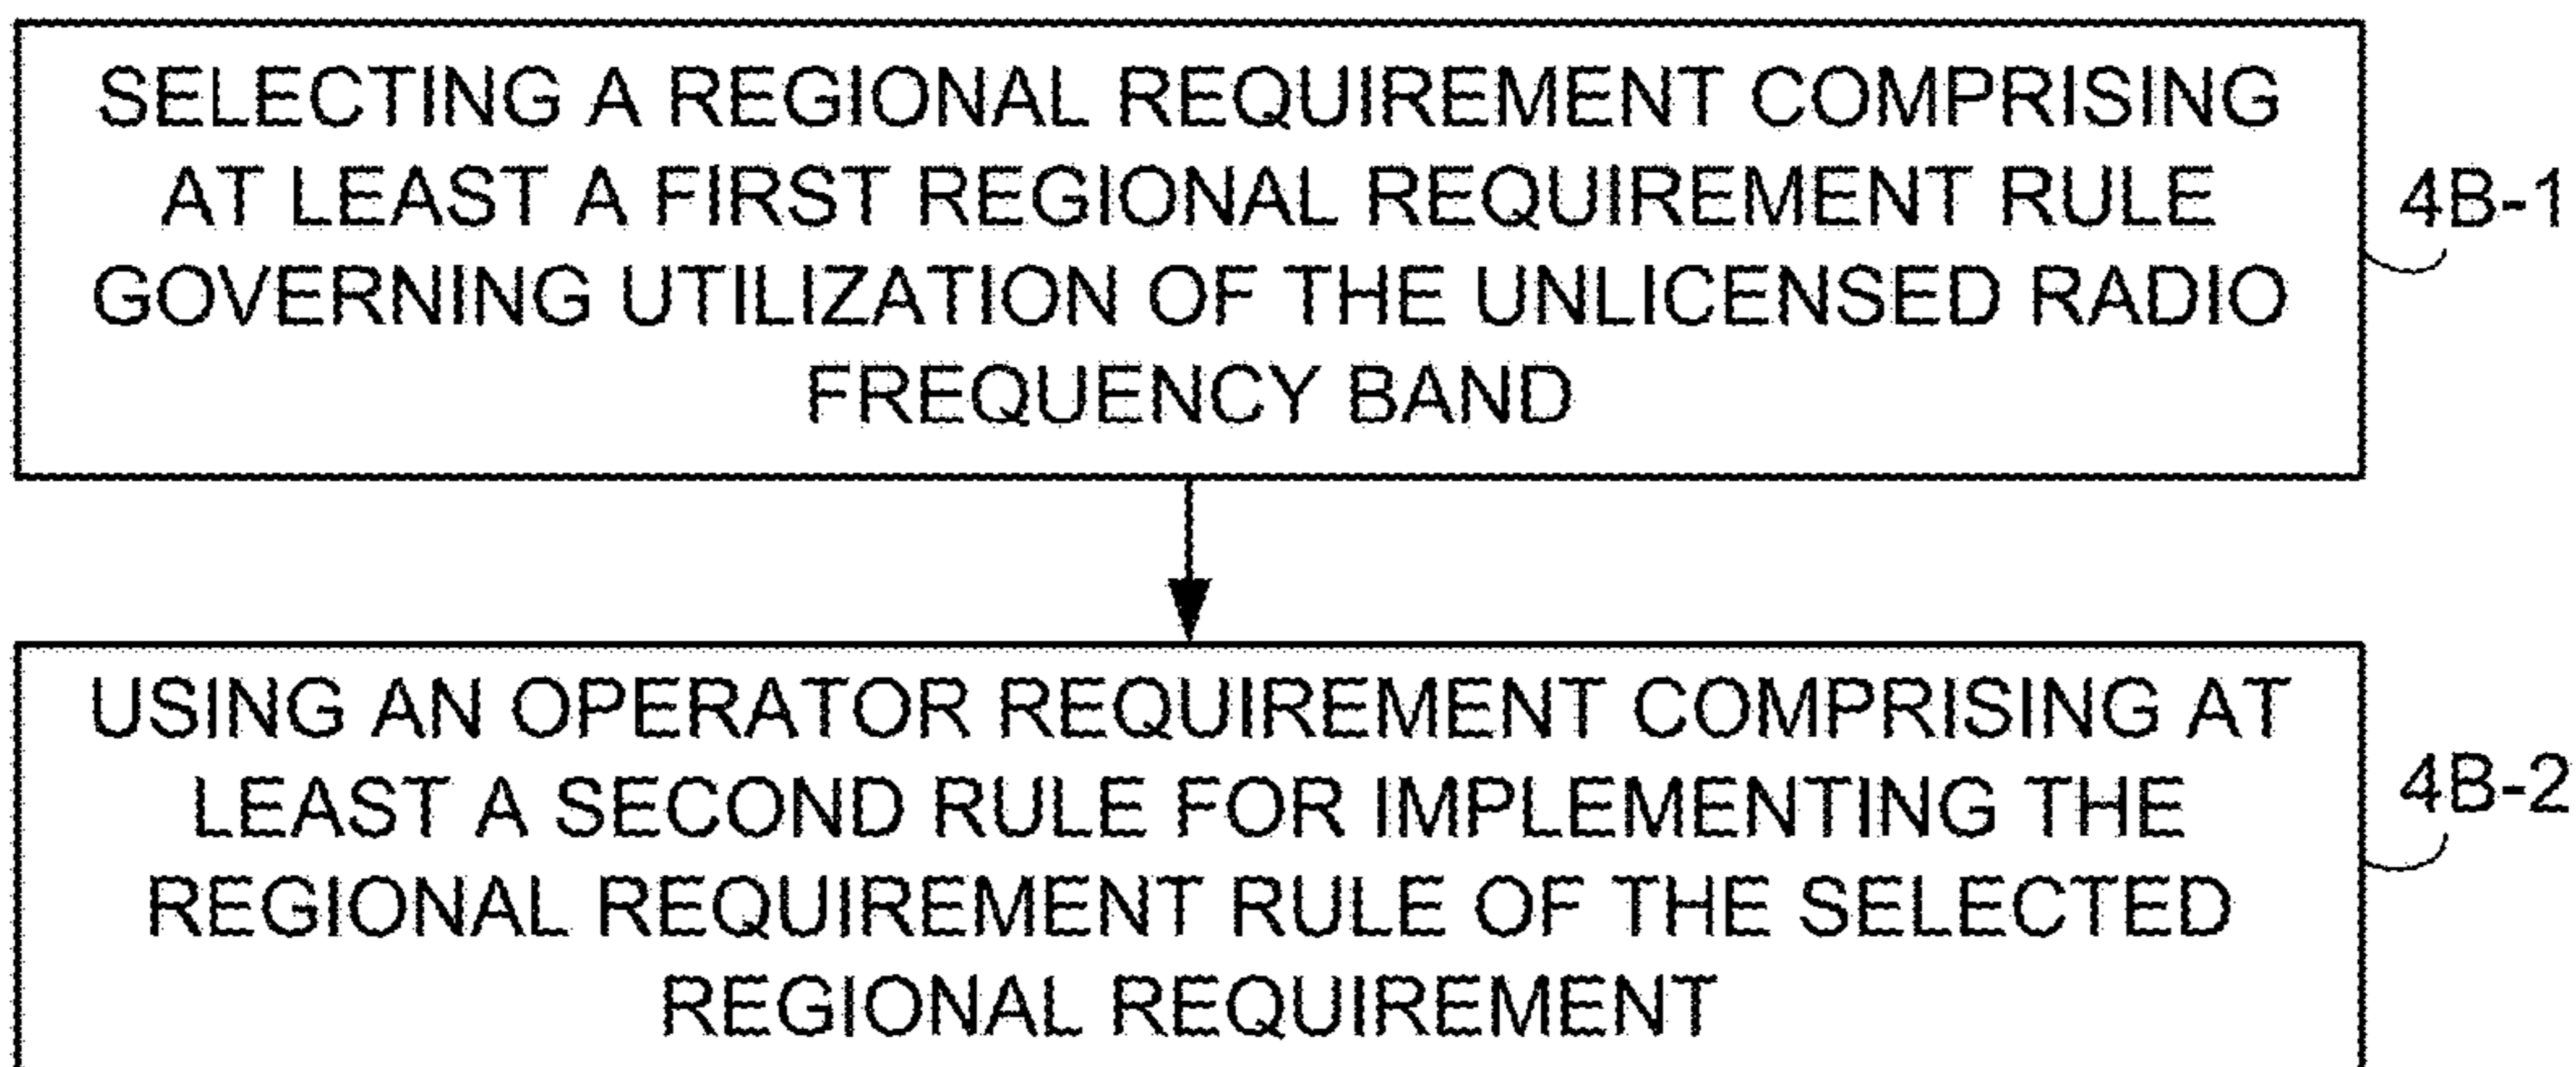 SELECTING A REGIONAL REQUIREMENT COMPRISING
AT LEAST A FIRST REGIONAL REQUIREMENT RULE
GOVERNING UTILIZATION OF THE UNLICENSED RADIO
FREQUENCY BAND
4B-1
USING AN OPERATOR REQUIREMENT COMPRISING AT
LEAST A SECOND RULE FOR IMPLEMENTING THE
REGIONAL REQUIREMENT RULE OF THE SELECTED
REGIONAL REQUIREMENT
4B-2